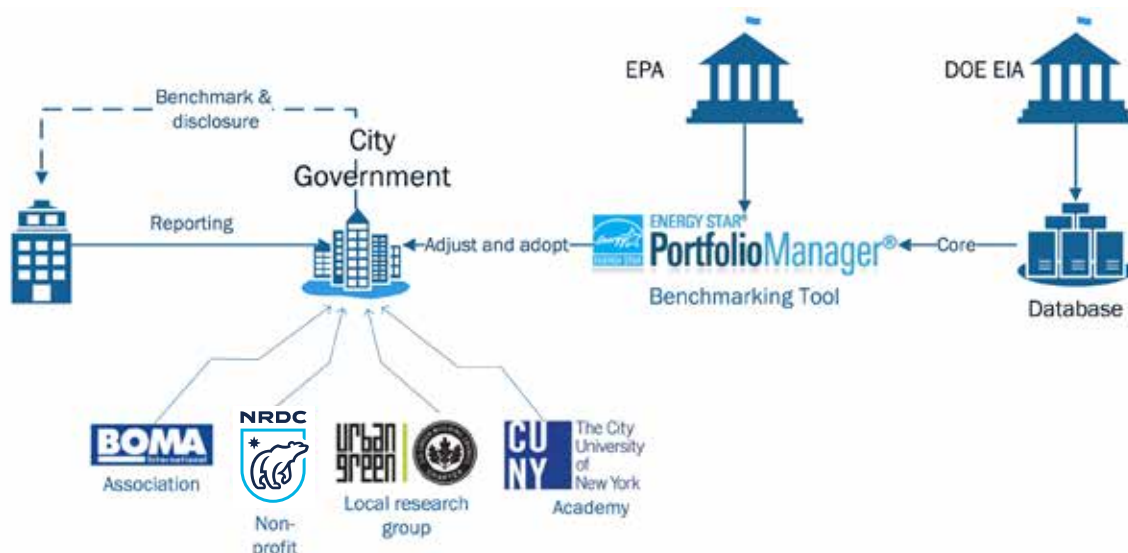 EPA
DOE EIA
Benchmark &
disclosure
City
Government
Reporting
Adjust and adopt
ENERGY STAR
ENERGY STAR®
PortfolioManager®
Benchmarking Tool
Core
Database
BOMA
International
Association
NRDC
Non-
profit
urban
green
Local research
group
CU
NY
The City
University
of
New York
Academy